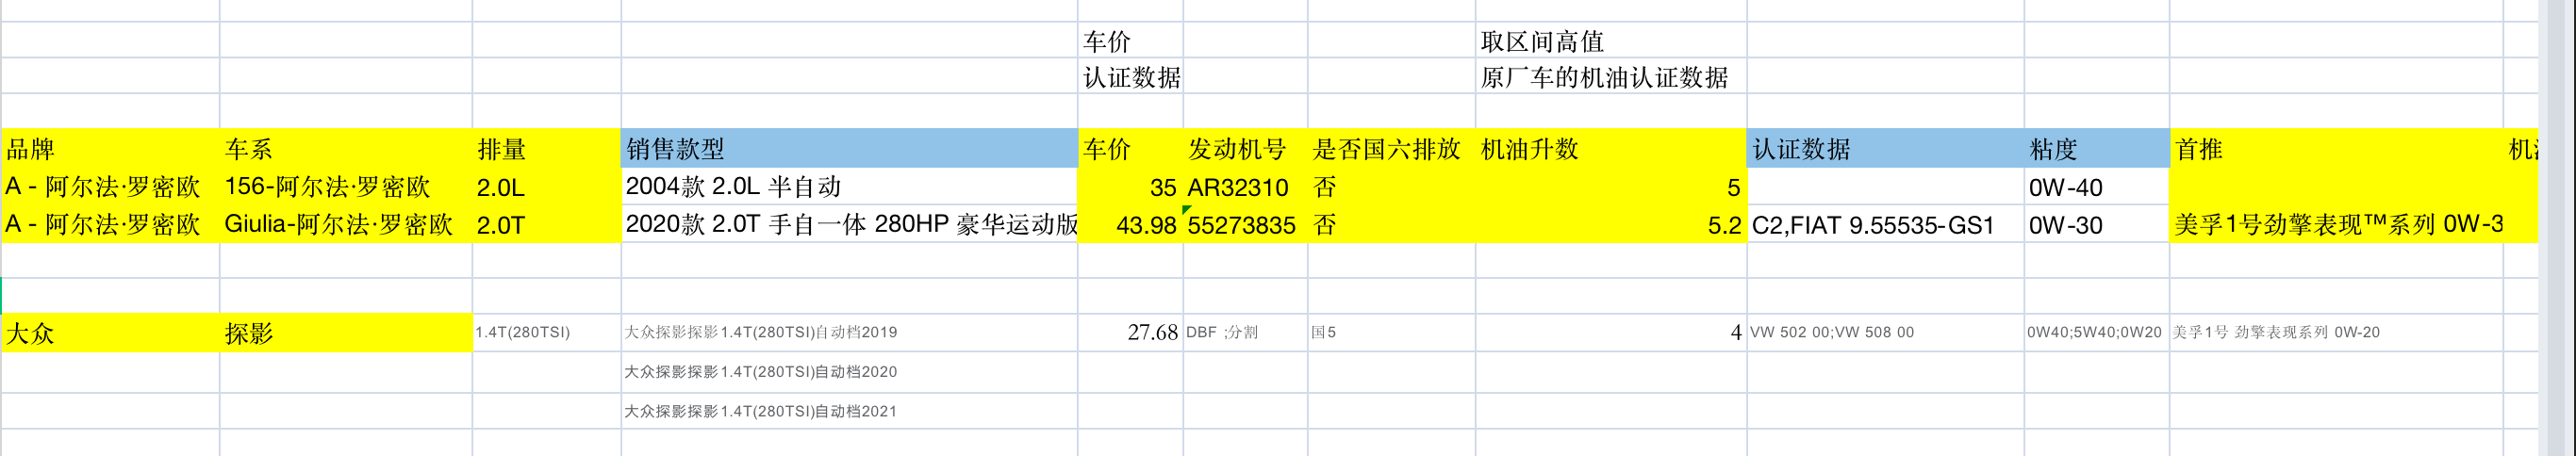 车价 取区间高值
认证数据 原厂车的机油认证数据
品牌 车系 排量 销售款型 车价 发动机号 是否国六排放 机油升数 认证数据 粘度 首推
A - 阿尔法·罗密欧 156-阿尔法·罗密欧 2.0L 2004款 2.0L 半自动 35 AR32310 否 5 0W-40
A - 阿尔法·罗密欧 Giulia-阿尔法·罗密欧 2.0T 2020款 2.0T 手自一体 280HP 豪华运动版 43.98 55273835 否 5.2 C2,FIAT 9.55535-GS1 0W-30 美孚1号劲擎表现™系列 0W-3
大众 探影 1.4T(280TSI) 大众探影探影1.4T(280TSI)自动档2019 27.68 DBF ;分割 国5 4 VW 502 00;VW 508 00 0W40;5W40;0W20 美孚1号 劲擎表现系列 0W-20
大众探影探影1.4T(280TSI)自动档2020
大众探影探影1.4T(280TSI)自动档2021